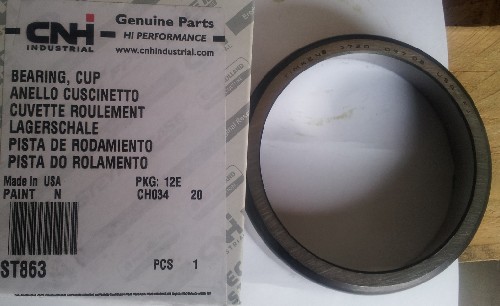 CNH
INDUSTRIAL
Genuine Parts
HI PERFORMANCE
www.cnhindustrial.com
BEARING, CUP
ANELLO CUSCINETTO
CUVETTE ROULEMENT
LAGERSCHALE
PISTA DE RODAMIENTO
PISTA DO ROLAMENTO
Made in USA PKG: 12E
PAINT N CH034 20
ST863 PCS 1